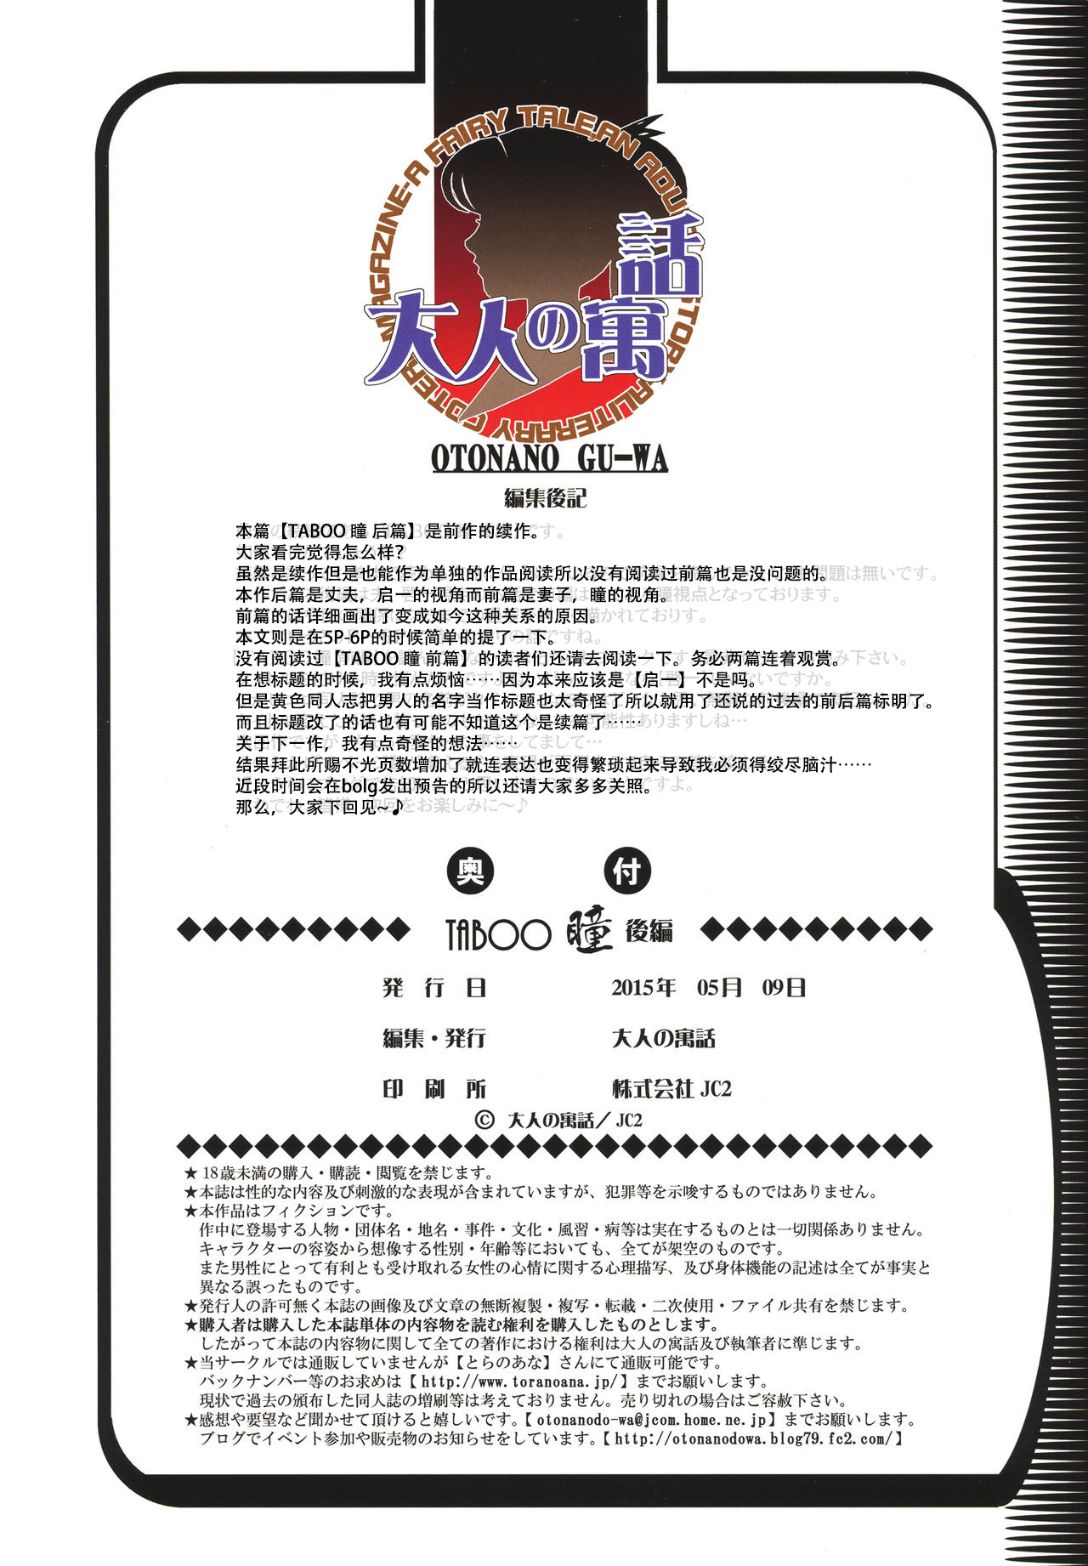 MAGAZINE-A FAIRY TALE,AN ADU
STORY
LITERARY
話
大人の寓
OTONANO GU-WA
編集後記
本篇【TABOO 瞳 后篇】是前作的续作。
大家看完觉得怎么样？
虽然是续作但是也能作为单独的作品阅读所以没有阅读过前篇也是没问题的。
本作后篇是丈夫，启一的视角而前篇是妻子，瞳的视角。
前篇的话详细画出了变成如今这种关系的原因。
本文则是在5P-6P的时候简单的提了一下。
没有阅读过【TABOO 瞳 前篇】的读者们还请去阅读一下。务必两篇连着观赏。
在想标题的时候，我有点烦恼……因为本来应该是【启一】不是吗。
但是黄色同人志把男人的名字当作标题也太奇怪了所以就用了还说的过去的前后篇标明了。
而且标题改了的话也有可能不知道这个是续篇了……
关于下一作，我有点奇怪的想法……
结果拜此所赐不光页数增加了就连表达也变得繁琐起来导致我必须得绞尽脑汁……
近段时间会在bolg发出预告的所以还请大家多多关照。
那么，大家下回见~♪
奥 付
TABOO 瞳 後編
発 行 日 2015年 05月 09日
編集・発行 大人の寓話
印 刷 所 株式会社 JC2
© 大人の寓話／JC2
★ 18歳未満の購入・購読・閲覧を禁じます。
★本誌は性的な内容及び刺激的な表現が含まれていますが、犯罪等を示唆するものではありません。
★本作品はフィクションです。
作中に登場する人物・団体名・地名・事件・文化・風習・病等は実在するものとは一切関係ありません。
キャラクターの容姿から想像する性別・年齢等においても、全てが架空のものです。
また男性にとって有利とも受け取れる女性の心情に関する心理描写、及び身体機能の記述は全てが事実と
異なる誤ったものです。
★発行人の許可無く本誌の画像及び文章の無断複製・複写・転載・二次使用・ファイル共有を禁じます。
★購入者は購入した本誌単体の内容物を読む権利を購入したものとします。
したがって本誌の内容物に関して全ての著作における権利は大人の寓話及び執筆者に準じます。
★当サークルでは通販していませんが【とらのあな】さんにて通販可能です。
バックナンバー等のお求めは【http://www.toranoana.jp/】までお願いします。
現状で過去の頒布した同人誌の増刷等は考えておりません。売り切れの場合はご容赦下さい。
★感想や要望など聞かせて頂けると嬉しいです。【otonanodo-wa@jcom.home.ne.jp】までお願いします。
ブログでイベント参加や販売物のお知らせをしています。【http://otonanodowa.blog79.fc2.com/】